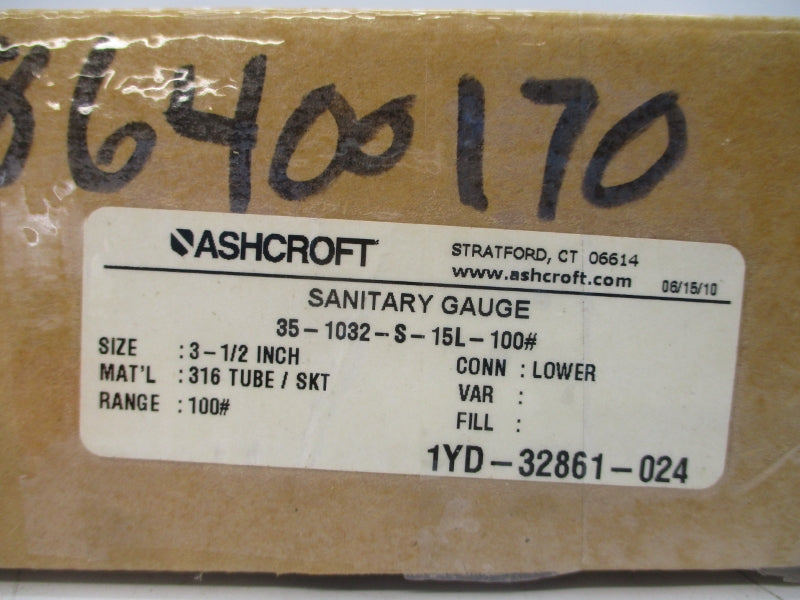 86400170
ASHCROFT
STRATFORD, CT 06614
www.ashcroft.com
06/15/10
SANITARY GAUGE
35-1032-S-15L-100#
SIZE : 3-1/2 INCH
MAT'L : 316 TUBE / SKT
RANGE : 100#
CONN : LOWER
VAR :
FILL :
1YD-32861-024